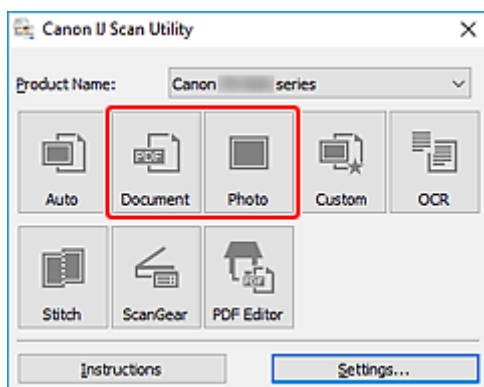 Canon IJ Scan Utility
Product Name: Canon series
Auto Document Photo Custom OCR
PDF
Stitch ScanGear PDF Editor
Instructions Settings...